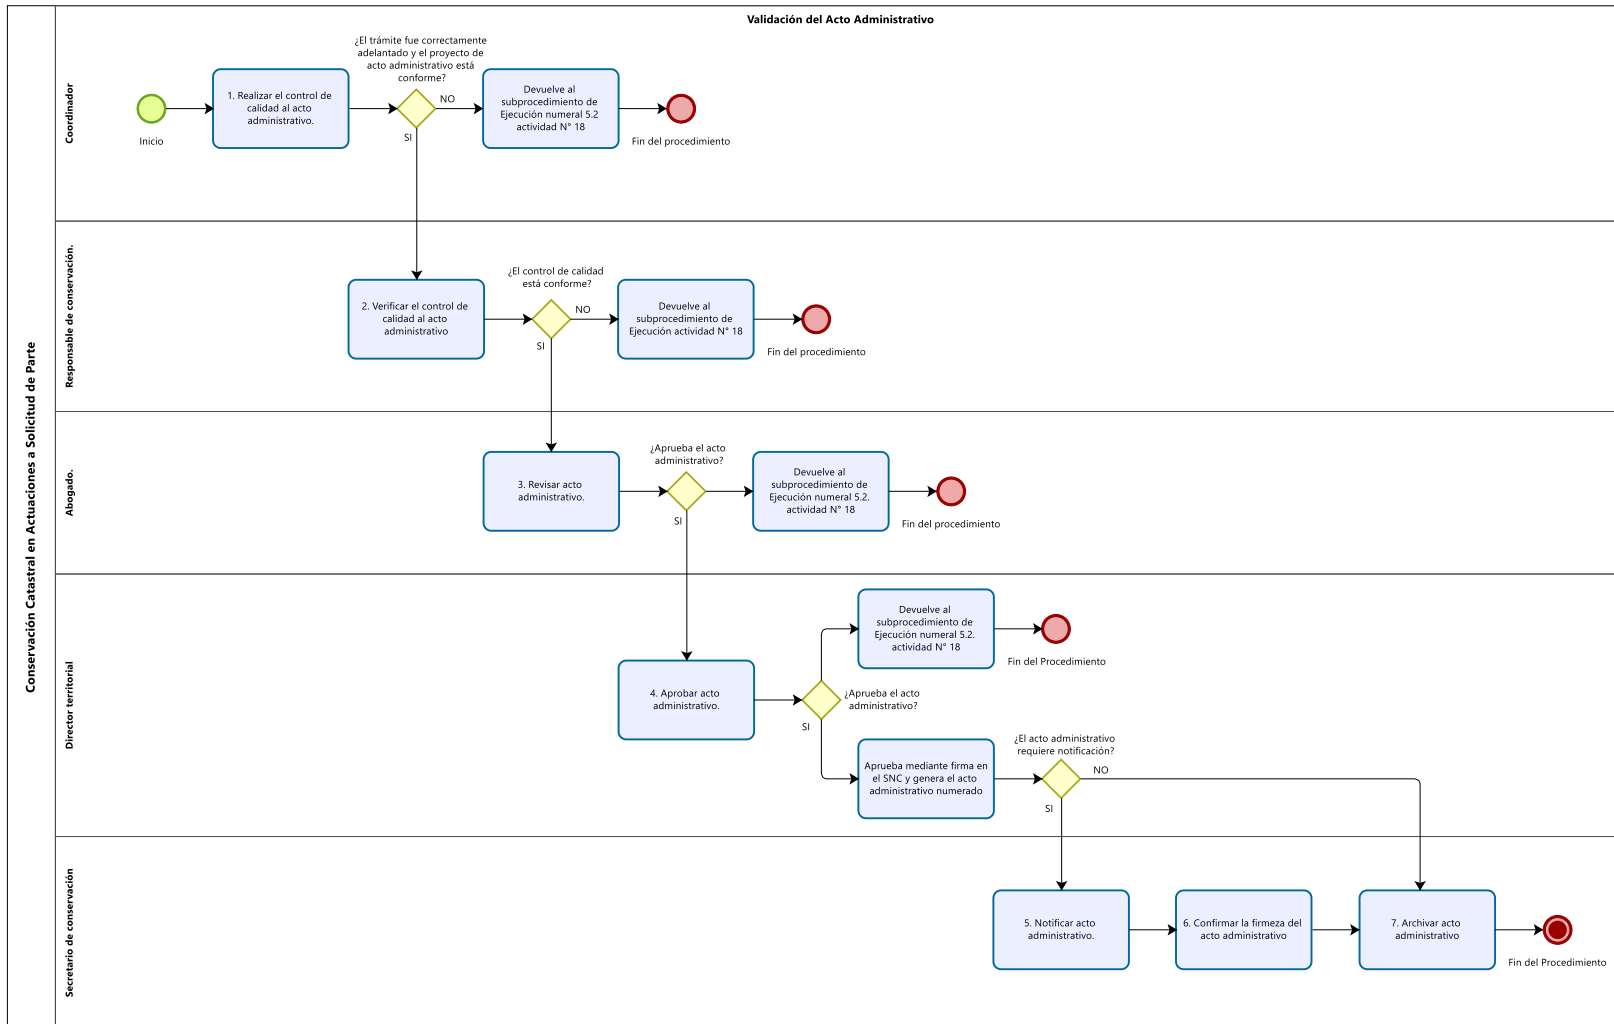 Validación del Acto Administrativo
Conservación Catastral en Actuaciones a Solicitud de Parte
Coordinador
Inicio
1. Realizar el control de
calidad al acto
administrativo.
¿El trámite fue correctamente
adelantado y el proyecto de
acto administrativo está
conforme?
NO
SI
Devuelve al
subprocedimiento de
Ejecución numeral 5.2
actividad N° 18
Fin del procedimiento
Responsable de conservación.
2. Verificar el control de
calidad al acto
administrativo
¿El control de calidad
está conforme?
NO
SI
Devuelve al
subprocedimiento de
Ejecución actividad N° 18
Fin del procedimiento
Abogado.
3. Revisar acto
administrativo.
¿Aprueba el acto
administrativo?
SI
Devuelve al
subprocedimiento de
Ejecución numeral 5.2.
actividad N° 18
Fin del procedimiento
Director territorial
4. Aprobar acto
administrativo.
¿Aprueba el acto
administrativo?
SI
Devuelve al
subprocedimiento de
Ejecución numeral 5.2.
actividad N° 18
Fin del Procedimiento
Aprueba mediante firma en
el SNC y genera el acto
administrativo numerado
¿El acto administrativo
requiere notificación?
NO
SI
Secretario de conservación
5. Notificar acto
administrativo.
6. Confirmar la firmeza del
acto administrativo
7. Archivar acto
administrativo
Fin del Procedimiento